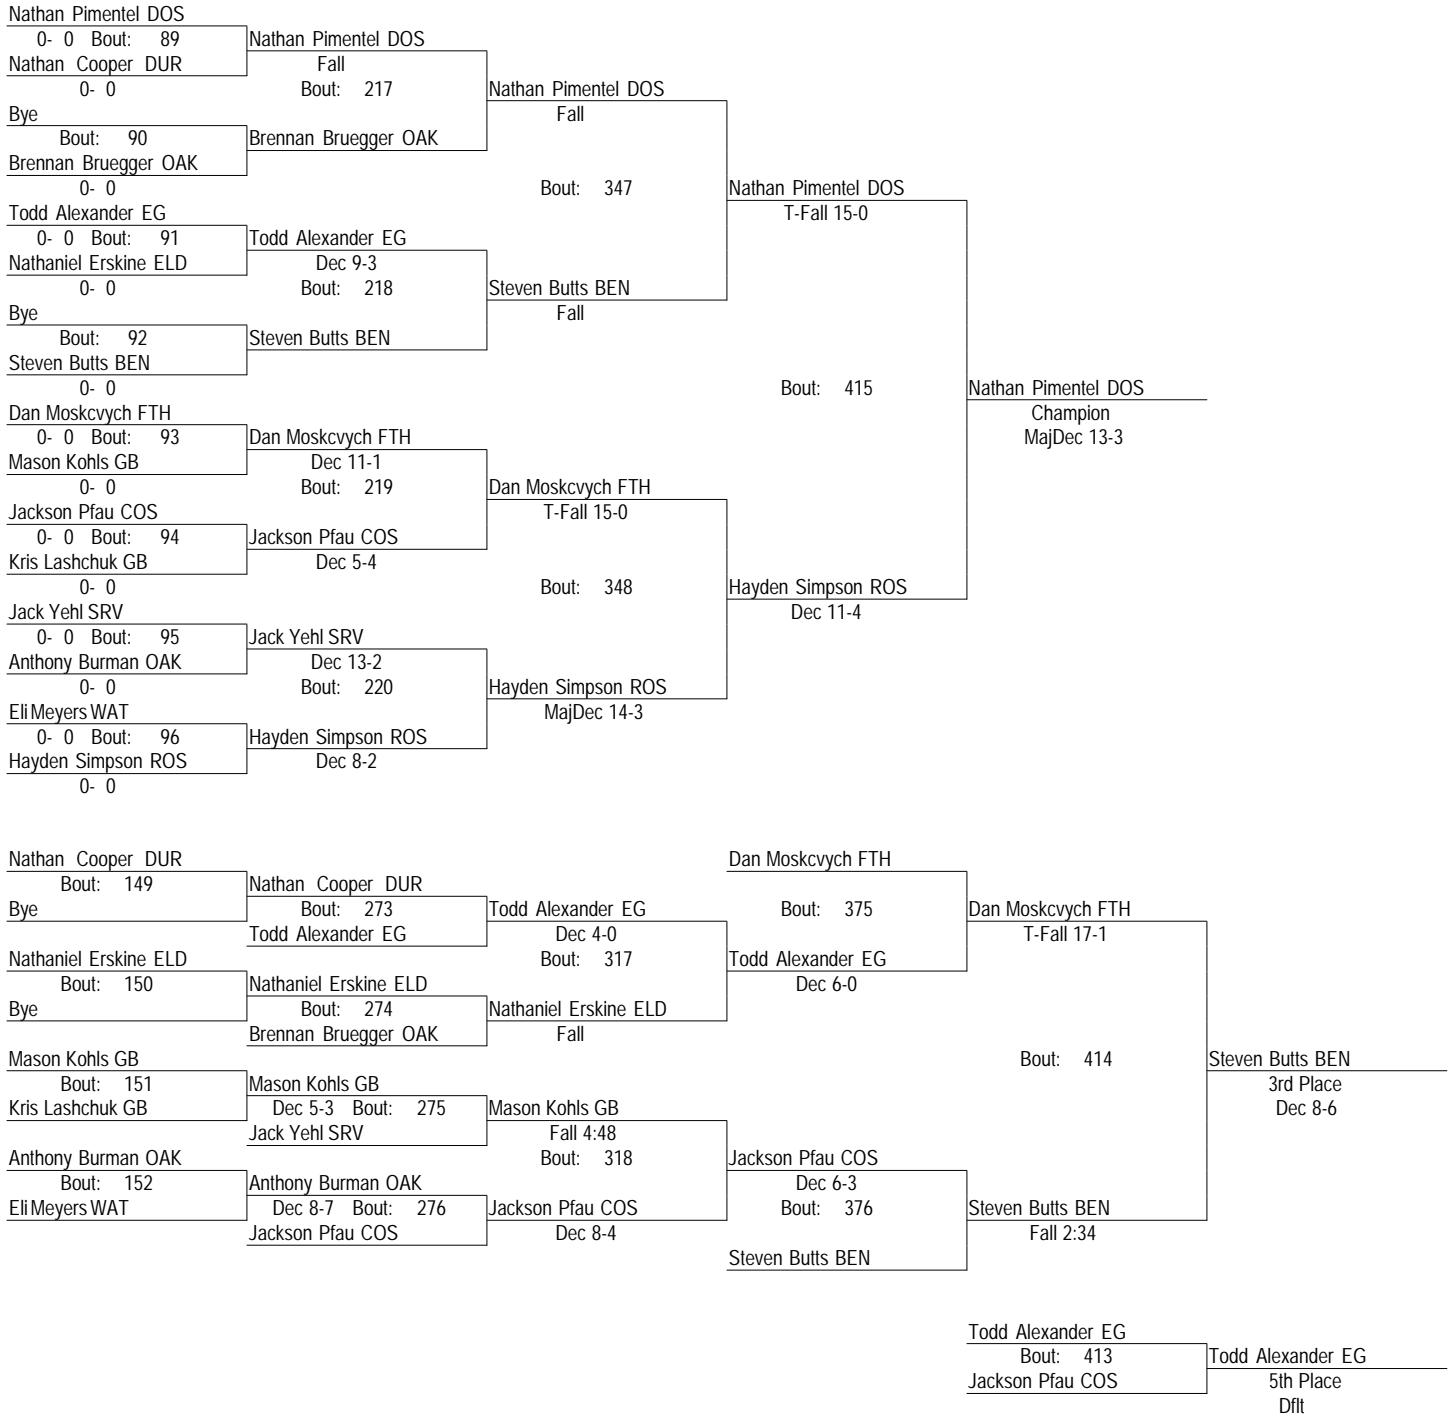 Nathan Pimentel DOS
0- 0 Bout: 89 Nathan Pimentel DOS
Nathan Cooper DUR Fall
0- 0 Bout: 217 Nathan Pimentel DOS
Bye Fall
Bout: 90 Brennan Bruegger OAK
Brennan Bruegger OAK
0- 0 Bout: 347 Nathan Pimentel DOS
Todd Alexander EG T-Fall 15-0
0- 0 Bout: 91 Todd Alexander EG
Nathaniel Erskine ELD Dec 9-3
0- 0 Bout: 218 Steven Butts BEN
Bye Fall
Bout: 92 Steven Butts BEN
Steven Butts BEN
0- 0 Bout: 415 Nathan Pimentel DOS
Dan Moskcvych FTH Champion
0- 0 Bout: 93 Dan Moskcvych FTH MajDec 13-3
Mason Kohls GB Dec 11-1
0- 0 Bout: 219 Dan Moskcvych FTH
Jackson Pfau COS T-Fall 15-0
0- 0 Bout: 94 Jackson Pfau COS
Kris Lashchuk GB Dec 5-4
0- 0 Bout: 348 Hayden Simpson ROS
Jack Yehl SRV Dec 11-4
0- 0 Bout: 95 Jack Yehl SRV
Anthony Burman OAK Dec 13-2
0- 0 Bout: 220 Hayden Simpson ROS
Eli Meyers WAT MajDec 14-3
0- 0 Bout: 96 Hayden Simpson ROS
Hayden Simpson ROS Dec 8-2
0- 0
Nathan Cooper DUR Dan Moskcvych FTH
Bout: 149 Nathan Cooper DUR
Bye Bout: 273 Todd Alexander EG Bout: 375 Dan Moskcvych FTH
Todd Alexander EG Dec 4-0 T-Fall 17-1
Nathaniel Erskine ELD Bout: 317 Todd Alexander EG
Bout: 150 Nathaniel Erskine ELD Dec 6-0
Bye Bout: 274 Nathaniel Erskine ELD
Brennan Bruegger OAK Fall
Mason Kohls GB Bout: 414 Steven Butts BEN
Bout: 151 Mason Kohls GB 3rd Place
Kris Lashchuk GB Dec 5-3 Bout: 275 Mason Kohls GB Dec 8-6
Jack Yehl SRV Fall 4:48
Anthony Burman OAK Bout: 318 Jackson Pfau COS
Bout: 152 Anthony Burman OAK Dec 6-3
Eli Meyers WAT Dec 8-7 Bout: 276 Jackson Pfau COS Bout: 376 Steven Butts BEN
Jackson Pfau COS Dec 8-4 Fall 2:34
Steven Butts BEN
Todd Alexander EG
Bout: 413 Todd Alexander EG
Jackson Pfau COS 5th Place
Dflt